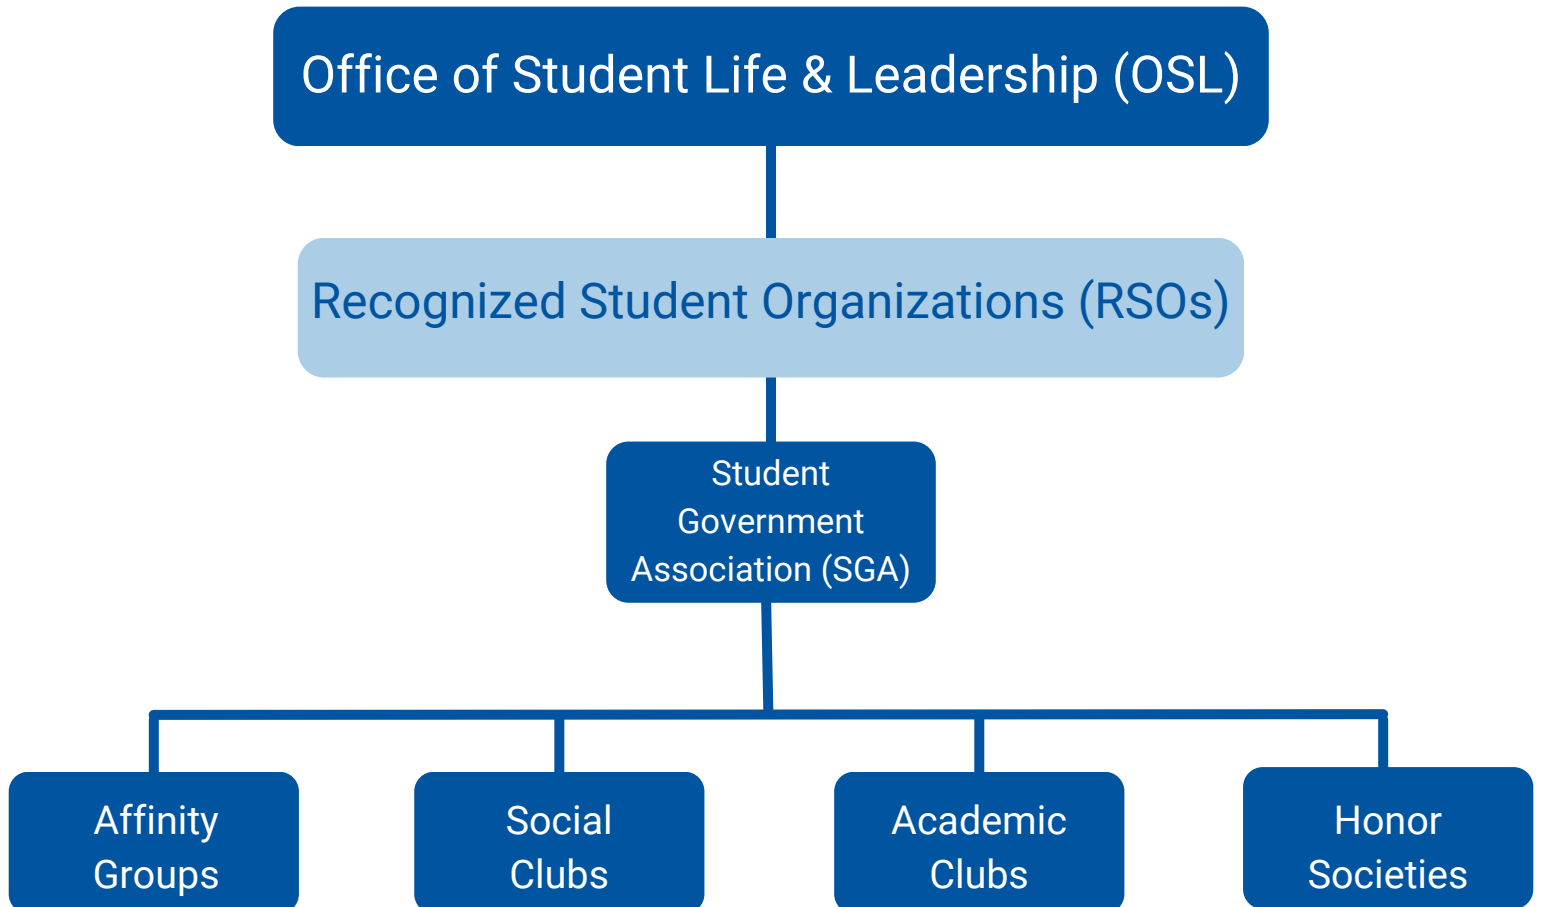 Office of Student Life & Leadership (OSL)
Recognized Student Organizations (RSOs)
Student
Government
Association (SGA)
Affinity
Groups
Social
Clubs
Academic
Clubs
Honor
Societies